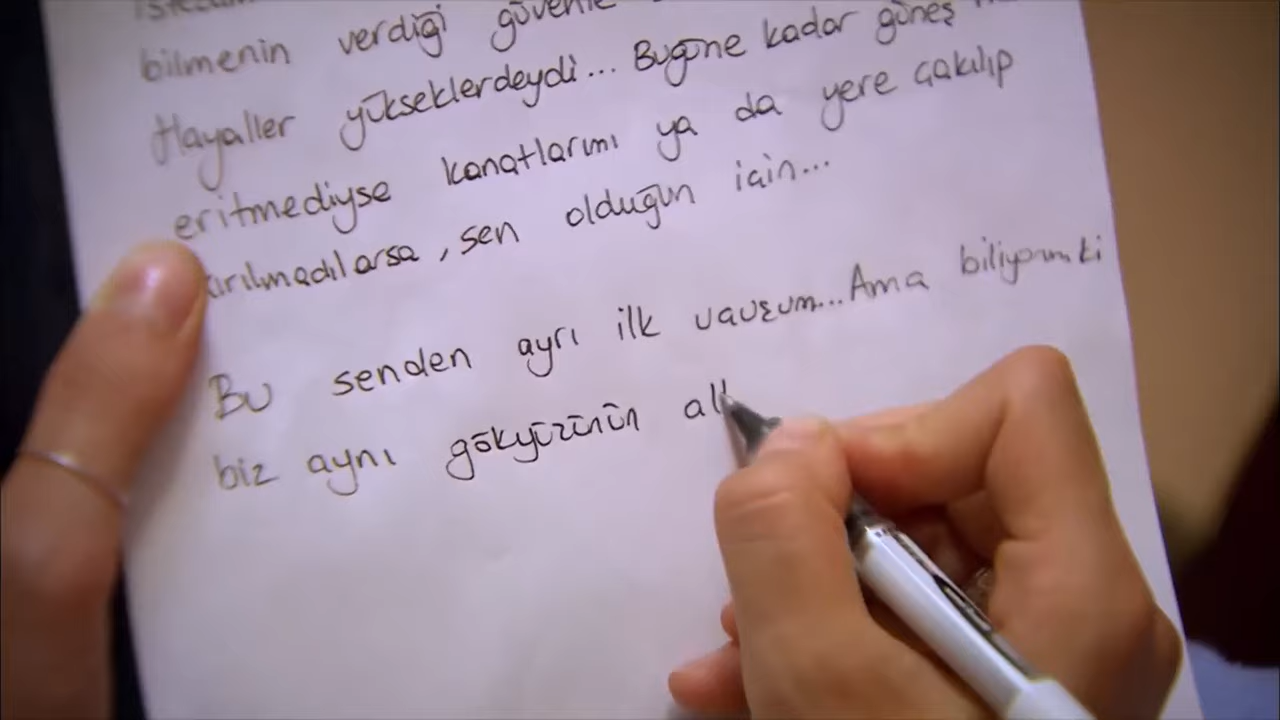 bilmenin verdiği güvenle
Hayaller yükseklerdeydi... Bugüne kadar güneş
eritmediyse kanatlarımı ya da yere çakılıp
kırılmadılarsa, sen olduğun için...
Bu senden ayrı ilk uçuşum... Ama biliyorum ki
biz aynı gökyüzünün al